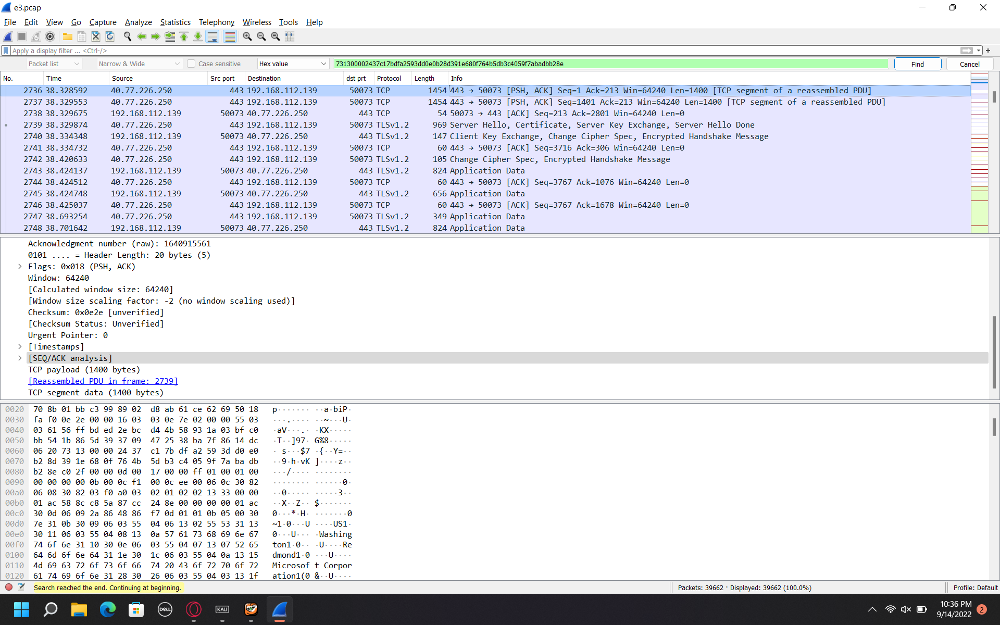 e3.pcap
File Edit View Go Capture Analyze Statistics Telephony Wireless Tools Help
Apply a display filter ... <Ctrl-/>
Packet list Narrow & Wide Case sensitive Hex value 731300002437c17bdfa2593dd0e0b28d391e680f764b5db3c4059f7abadbb28e Find Cancel
No. Time Source Src port Destination dst prt Protocol Length Info
2736 38.328592 40.77.226.250 443 192.168.112.139 50073 TCP 1454 443 → 50073 [PSH, ACK] Seq=1 Ack=213 Win=64240 Len=1400 [TCP segment of a reassembled PDU]
2737 38.329553 40.77.226.250 443 192.168.112.139 50073 TCP 1454 443 → 50073 [PSH, ACK] Seq=1401 Ack=213 Win=64240 Len=1400 [TCP segment of a reassembled PDU]
2738 38.329675 192.168.112.139 50073 40.77.226.250 443 TCP 54 50073 → 443 [ACK] Seq=213 Ack=2801 Win=64240 Len=0
2739 38.329874 40.77.226.250 443 192.168.112.139 50073 TLSv1.2 969 Server Hello, Certificate, Server Key Exchange, Server Hello Done
2740 38.334348 192.168.112.139 50073 40.77.226.250 443 TLSv1.2 147 Client Key Exchange, Change Cipher Spec, Encrypted Handshake Message
2741 38.334732 40.77.226.250 443 192.168.112.139 50073 TCP 60 443 → 50073 [ACK] Seq=3716 Ack=306 Win=64240 Len=0
2742 38.420633 40.77.226.250 443 192.168.112.139 50073 TLSv1.2 105 Change Cipher Spec, Encrypted Handshake Message
2743 38.424137 192.168.112.139 50073 40.77.226.250 443 TLSv1.2 824 Application Data
2744 38.424512 40.77.226.250 443 192.168.112.139 50073 TCP 60 443 → 50073 [ACK] Seq=3767 Ack=1076 Win=64240 Len=0
2745 38.424748 192.168.112.139 50073 40.77.226.250 443 TLSv1.2 656 Application Data
2746 38.425037 40.77.226.250 443 192.168.112.139 50073 TCP 60 443 → 50073 [ACK] Seq=3767 Ack=1678 Win=64240 Len=0
2747 38.693254 40.77.226.250 443 192.168.112.139 50073 TLSv1.2 349 Application Data
2748 38.701642 192.168.112.139 50073 40.77.226.250 443 TLSv1.2 824 Application Data
Acknowledgment number (raw): 1640915561
0101 .... = Header Length: 20 bytes (5)
Flags: 0x018 (PSH, ACK)
Window: 64240
[Calculated window size: 64240]
[Window size scaling factor: -2 (no window scaling used)]
Checksum: 0x0e2e [unverified]
[Checksum Status: Unverified]
Urgent Pointer: 0
[Timestamps]
[SEQ/ACK analysis]
TCP payload (1400 bytes)
[Reassembled PDU in frame: 2739]
TCP segment data (1400 bytes)
0020 70 8b 01 bb c3 99 89 02 d8 ab 61 ce 62 69 50 18 p······· ··a·biP·
0030 fa f0 0e 2e 00 00 16 03 03 0e 7e 02 00 00 55 03 ···.···· ··~···U·
0040 03 61 56 ff bd ed 2e bc d4 4b 58 93 1a 03 bf c0 ·aV···.· ·KX·····
0050 bb 54 1b 86 5d 39 37 09 47 25 38 ba 7f 86 14 dc ·T··]97· G%8·····
0060 06 20 73 13 00 00 24 37 c1 7b df a2 59 3d d0 e0 · s···$7 ·{··Y=··
0070 b2 8d 39 1e 68 0f 76 4b 5d b3 c4 05 9f 7a ba db ··9·h·vK ]····z··
0080 b2 8e c0 2f 00 00 0d 00 17 00 00 ff 01 00 01 00 ···/···· ········
0090 00 00 00 00 0b 00 0c f1 00 0c ee 00 06 0c 30 82 ········ ······0·
00a0 06 08 30 82 03 f0 a0 03 02 01 02 02 13 33 00 00 ··0····· ·····3··
00b0 01 ac 58 8c c8 5a 87 cc 24 8e 00 00 00 00 01 ac ··X··Z·· $·······
00c0 30 0d 06 09 2a 86 48 86 f7 0d 01 01 0b 05 00 30 0···*·H· ·······0
00d0 7e 31 0b 30 09 06 03 55 04 06 13 02 55 53 31 13 ~1·0···U ····US1·
00e0 30 11 06 03 55 04 08 13 0a 57 61 73 68 69 6e 67 0···U··· ·Washing
00f0 74 6f 6e 31 10 30 0e 06 03 55 04 07 13 07 52 65 ton1·0·· ·U····Re
0100 64 6d 6f 6e 64 31 1e 30 1c 06 03 55 04 0a 13 15 dmond1·0 ···U····
0110 4d 69 63 72 6f 73 6f 66 74 20 43 6f 72 70 6f 72 Microsof t Corpor
0120 61 74 69 6f 6e 31 28 30 26 06 03 55 04 03 13 1f ation1(0 &··U····
Search reached the end. Continuing at beginning. Packets: 39662 · Displayed: 39662 (100.0%) Profile: Default
DELL KALI 10:36 PM
9/14/2022 2